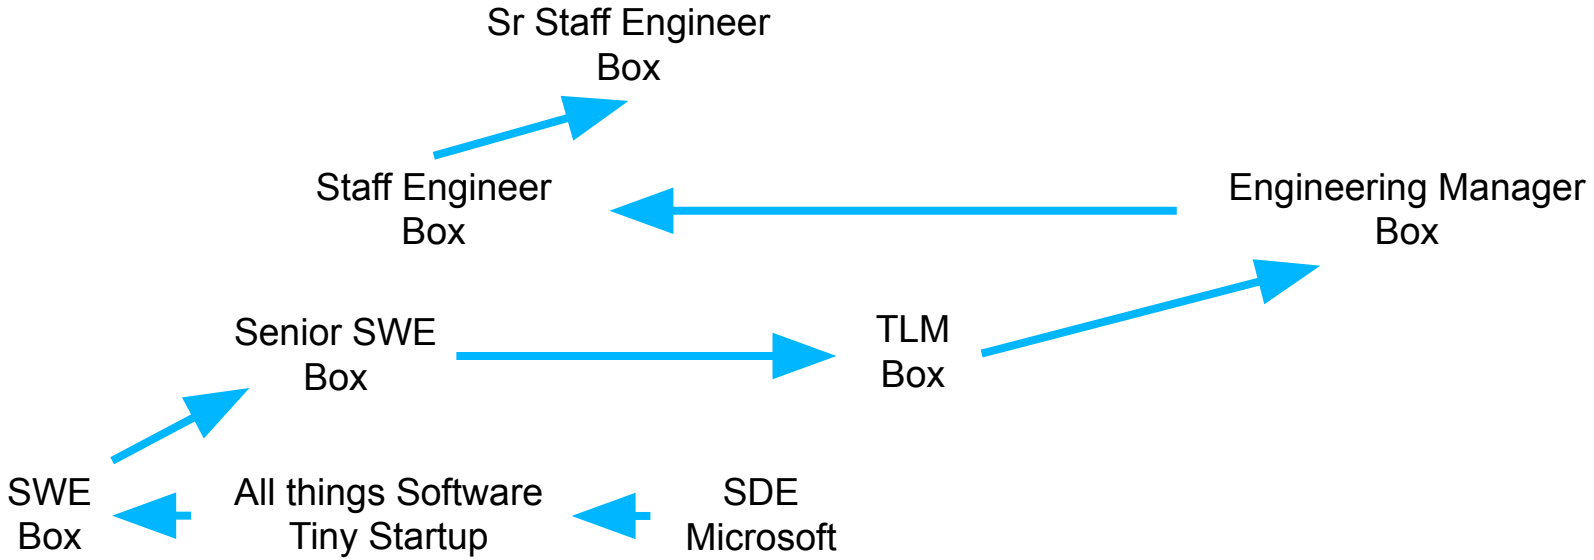 Sr Staff Engineer
Box
Staff Engineer
Box
Engineering Manager
Box
Senior SWE
Box
TLM
Box
SWE
Box
All things Software
Tiny Startup
SDE
Microsoft